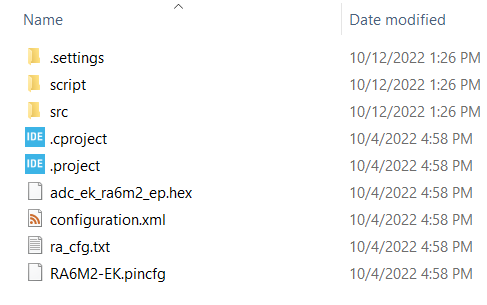 Name Date modified
.settings 10/12/2022 1:26 PM
script 10/12/2022 1:26 PM
src 10/12/2022 1:26 PM
IDE .cproject 10/4/2022 4:58 PM
IDE .project 10/4/2022 4:58 PM
adc_ek_ra6m2_ep.hex 10/4/2022 4:58 PM
configuration.xml 10/4/2022 4:58 PM
ra_cfg.txt 10/4/2022 4:58 PM
RA6M2-EK.pincfg 10/4/2022 4:58 PM